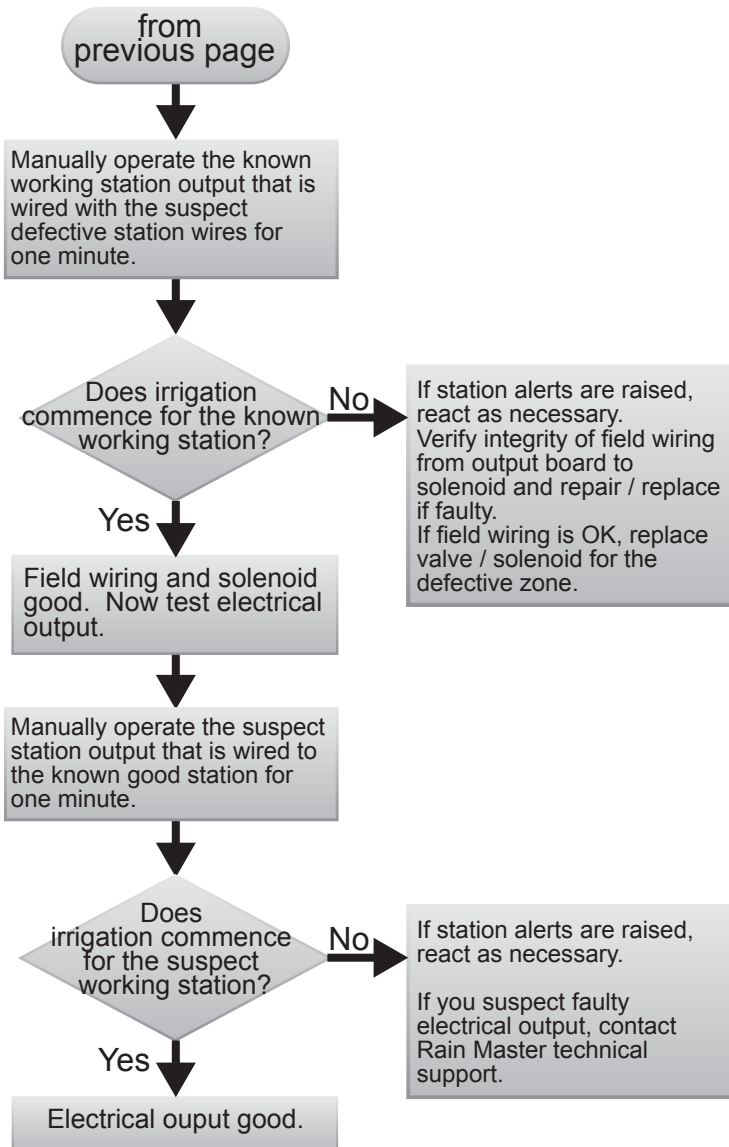 from
previous page
Manually operate the known
working station output that is
wired with the suspect
defective station wires for
one minute.
Does irrigation
commence for the known
working station?
No
If station alerts are raised,
react as necessary.
Verify integrity of field wiring
from output board to
solenoid and repair / replace
if faulty.
If field wiring is OK, replace
valve / solenoid for the
defective zone.
Yes
Field wiring and solenoid
good. Now test electrical
output.
Manually operate the suspect
station output that is wired to
the known good station for
one minute.
Does
irrigation commence
for the suspect
working station?
No
If station alerts are raised,
react as necessary.
If you suspect faulty
electrical output, contact
Rain Master technical
support.
Yes
Electrical ouput good.